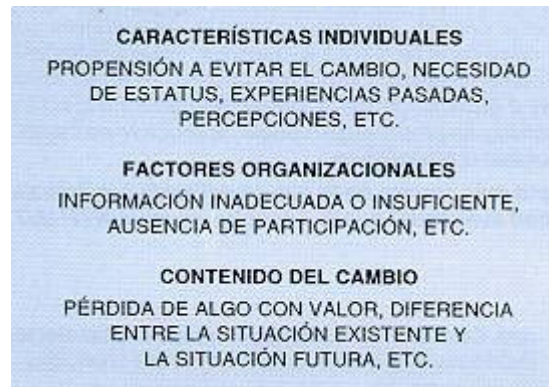 CARACTERÍSTICAS INDIVIDUALES
PROPENSIÓN A EVITAR EL CAMBIO, NECESIDAD
DE ESTATUS, EXPERIENCIAS PASADAS,
PERCEPCIONES, ETC.
FACTORES ORGANIZACIONALES
INFORMACIÓN INADECUADA O INSUFICIENTE,
AUSENCIA DE PARTICIPACIÓN, ETC.
CONTENIDO DEL CAMBIO
PÉRDIDA DE ALGO CON VALOR, DIFERENCIA
ENTRE LA SITUACIÓN EXISTENTE Y
LA SITUACIÓN FUTURA, ETC.